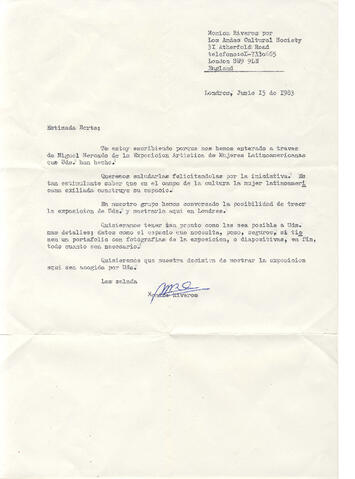 Monica Riveros por
Los Andes Cultural Society
31 Atherfold Road
telefono:01-7330665
London SW9 9LN
England
Londres, Junio 15 de 1983
Estimada Berta:
Te estoy escribiendo porque nos hemos enterado a traves
de Miguel Mercado de la Exposicion Artistica de Mujeres Latinoamericanas
que Uds. han hecho.
Queremos saludarlas felicitandolas por la iniciativa. Es
tan estimulante saber que en el campo de la cultura la mujer latinoameri
cana exiliada construye su espacio.
En nuestro grupo hemos conversado la posibilidad de traer
la exposicion de Uds. y mostrarla aqui en Londres.
Quisieramos tener tan pronto como les sea posible a Uds.
mas detalles; datos como el espacio que necesita, peso, seguros, si tie
nen un portafolio con fotografias de la exposicion, o diapositivas, en fin,
todo cuanto sea necesario.
Quisieramos que nuestra decision de mostrar la exposicion
aqui sea acogida por Uds.
Les saluda
Riveros